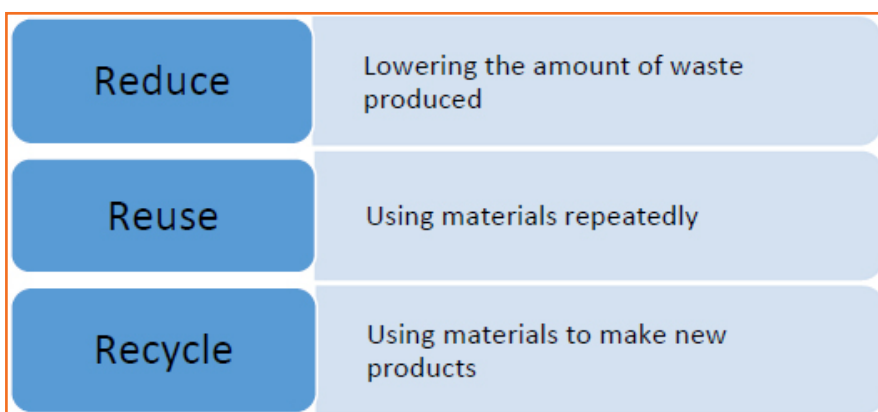 Reduce
Lowering the amount of waste
produced
Reuse
Using materials repeatedly
Recycle
Using materials to make new
products